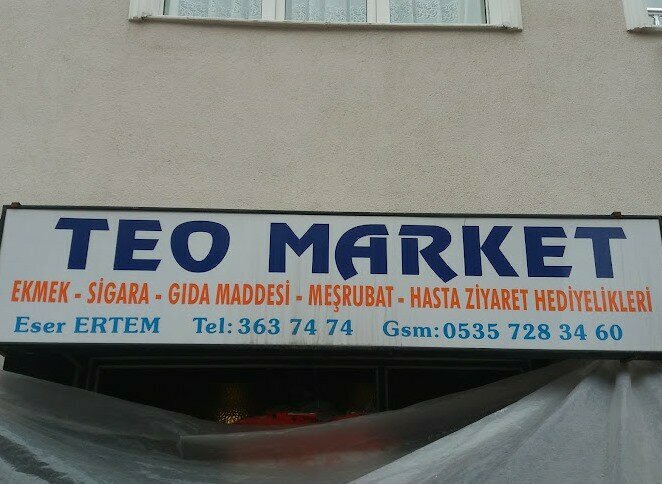 TEO MARKET
EKMEK - SİGARA - GIDA MADDESİ - MEŞRUBAT - HASTA ZİYARET HEDİYELİKLERİ
Eser ERTEM Tel: 363 74 74 Gsm: 0535 728 34 60